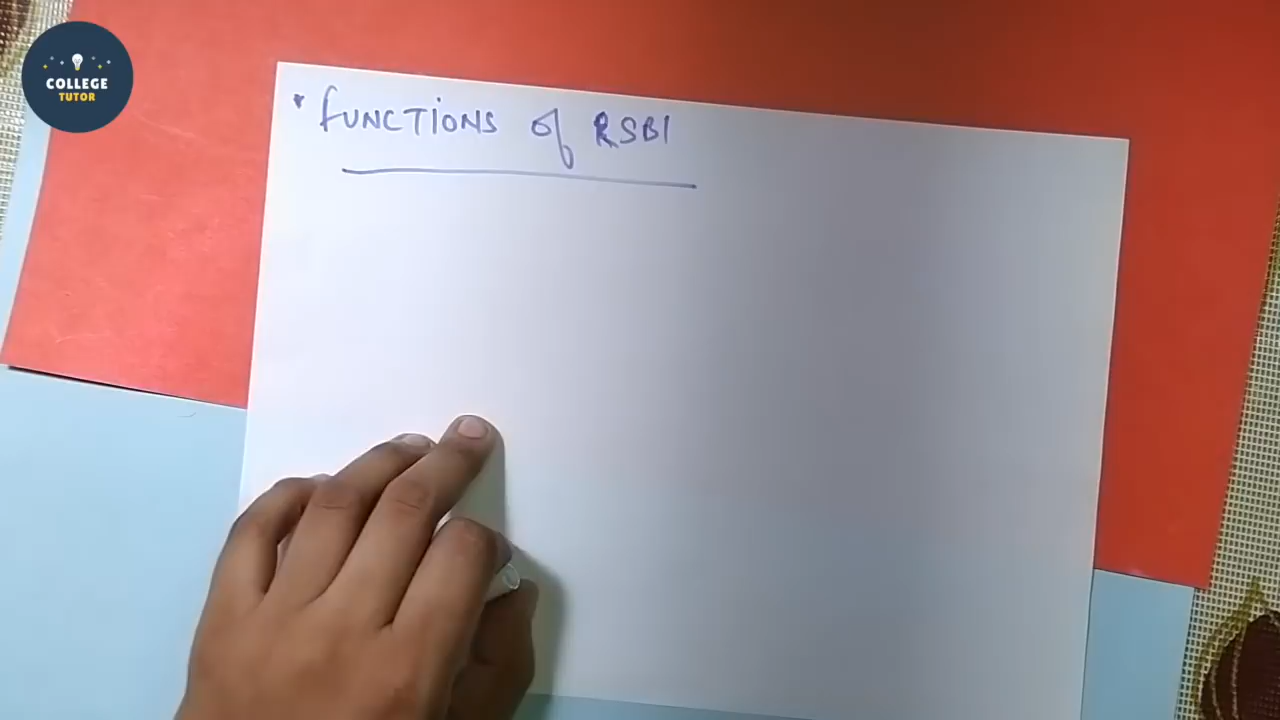 COLLEGE
TUTOR
• FUNCTIONS of RSBI